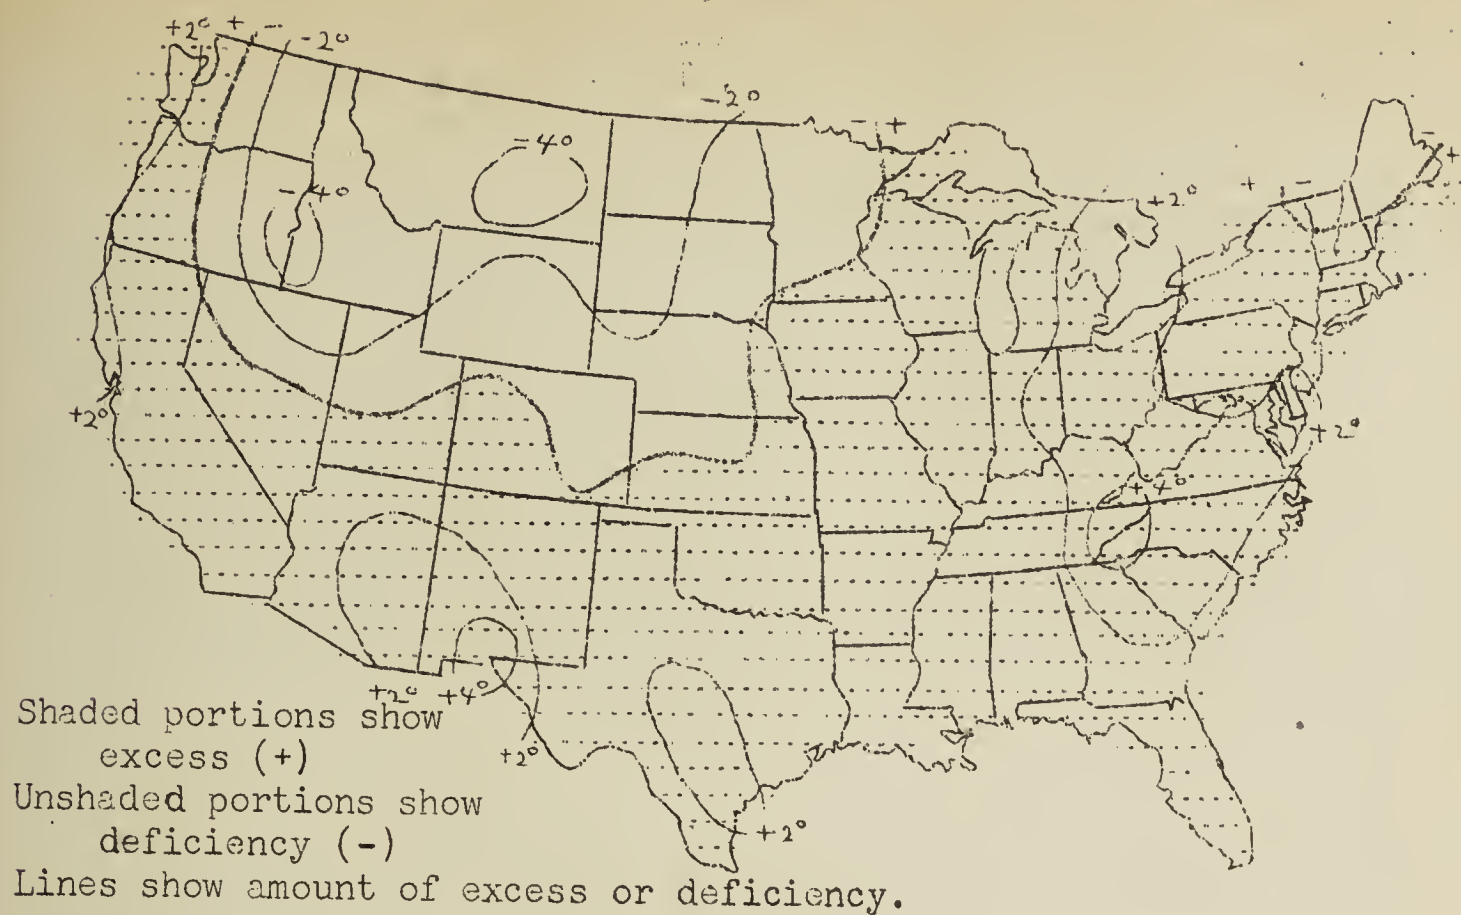 +2° + - -2°
-2°
-4°
- +
-4°
+2°
+ -
- +
+2°
+2°
+4°
+2° +4°
+2°
+2°
Shaded portions show
excess (+)
Unshaded portions show
deficiency (-)
Lines show amount of excess or deficiency.